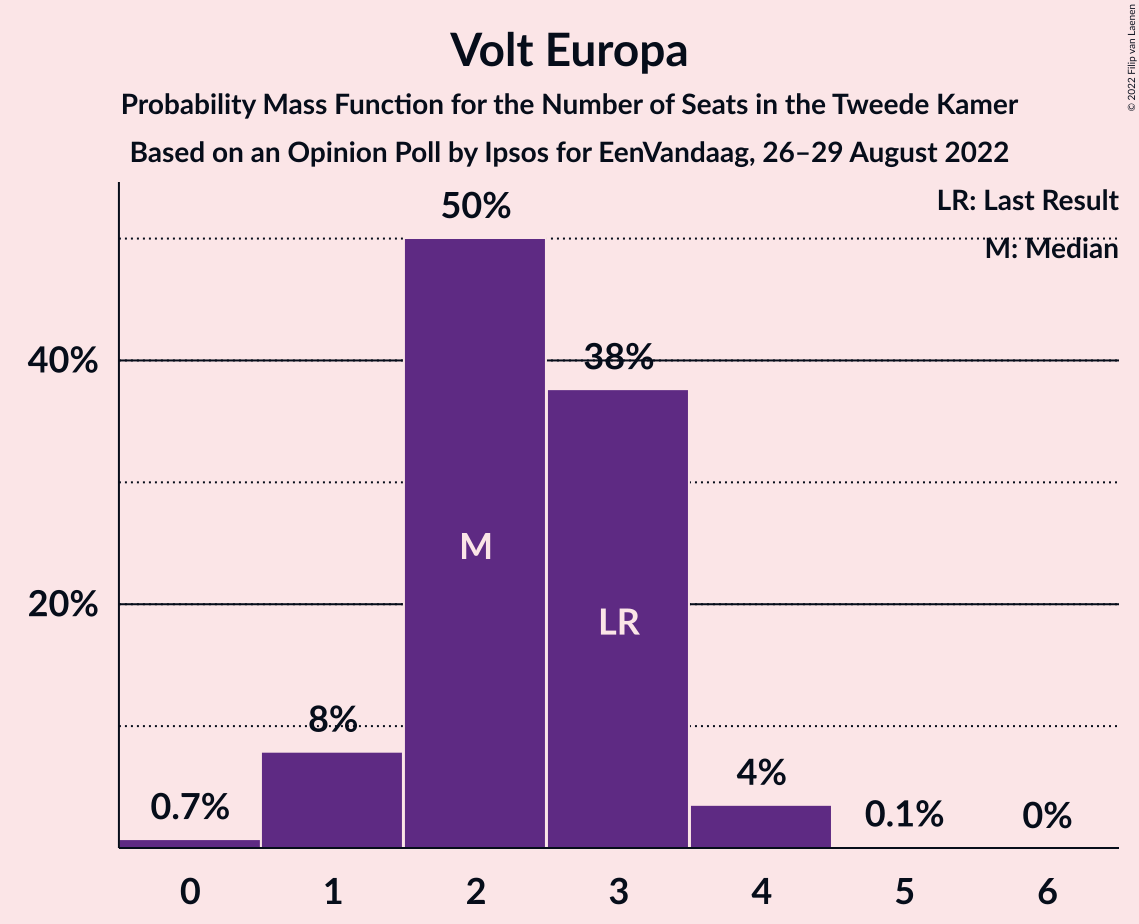 Volt Europa
Probability Mass Function for the Number of Seats in the Tweede Kamer
Based on an Opinion Poll by Ipsos for EenVandaag, 26–29 August 2022
© 2022 Filip van Laenen
LR: Last Result
M: Median
50%
40%
38%
M
20%
LR
8%
4%
0.7%
0.1%
0%
0 1 2 3 4 5 6